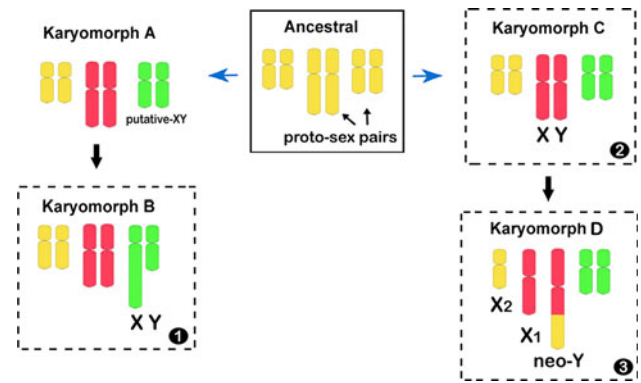 Karyomorph A
putative-XY
Ancestral
proto-sex pairs
Karyomorph C
X Y
2
Karyomorph B
X Y
1
Karyomorph D
X2
X1
neo-Y
3